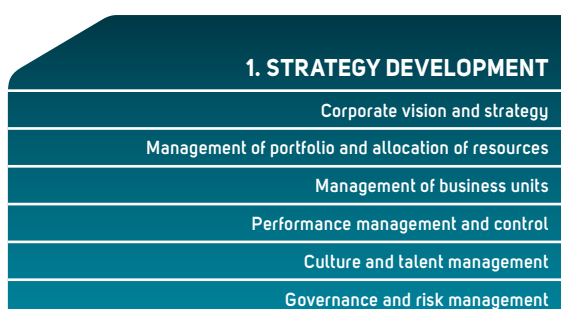 1. STRATEGY DEVELOPMENT
Corporate vision and strategy
Management of portfolio and allocation of resources
Management of business units
Performance management and control
Culture and talent management
Governance and risk management